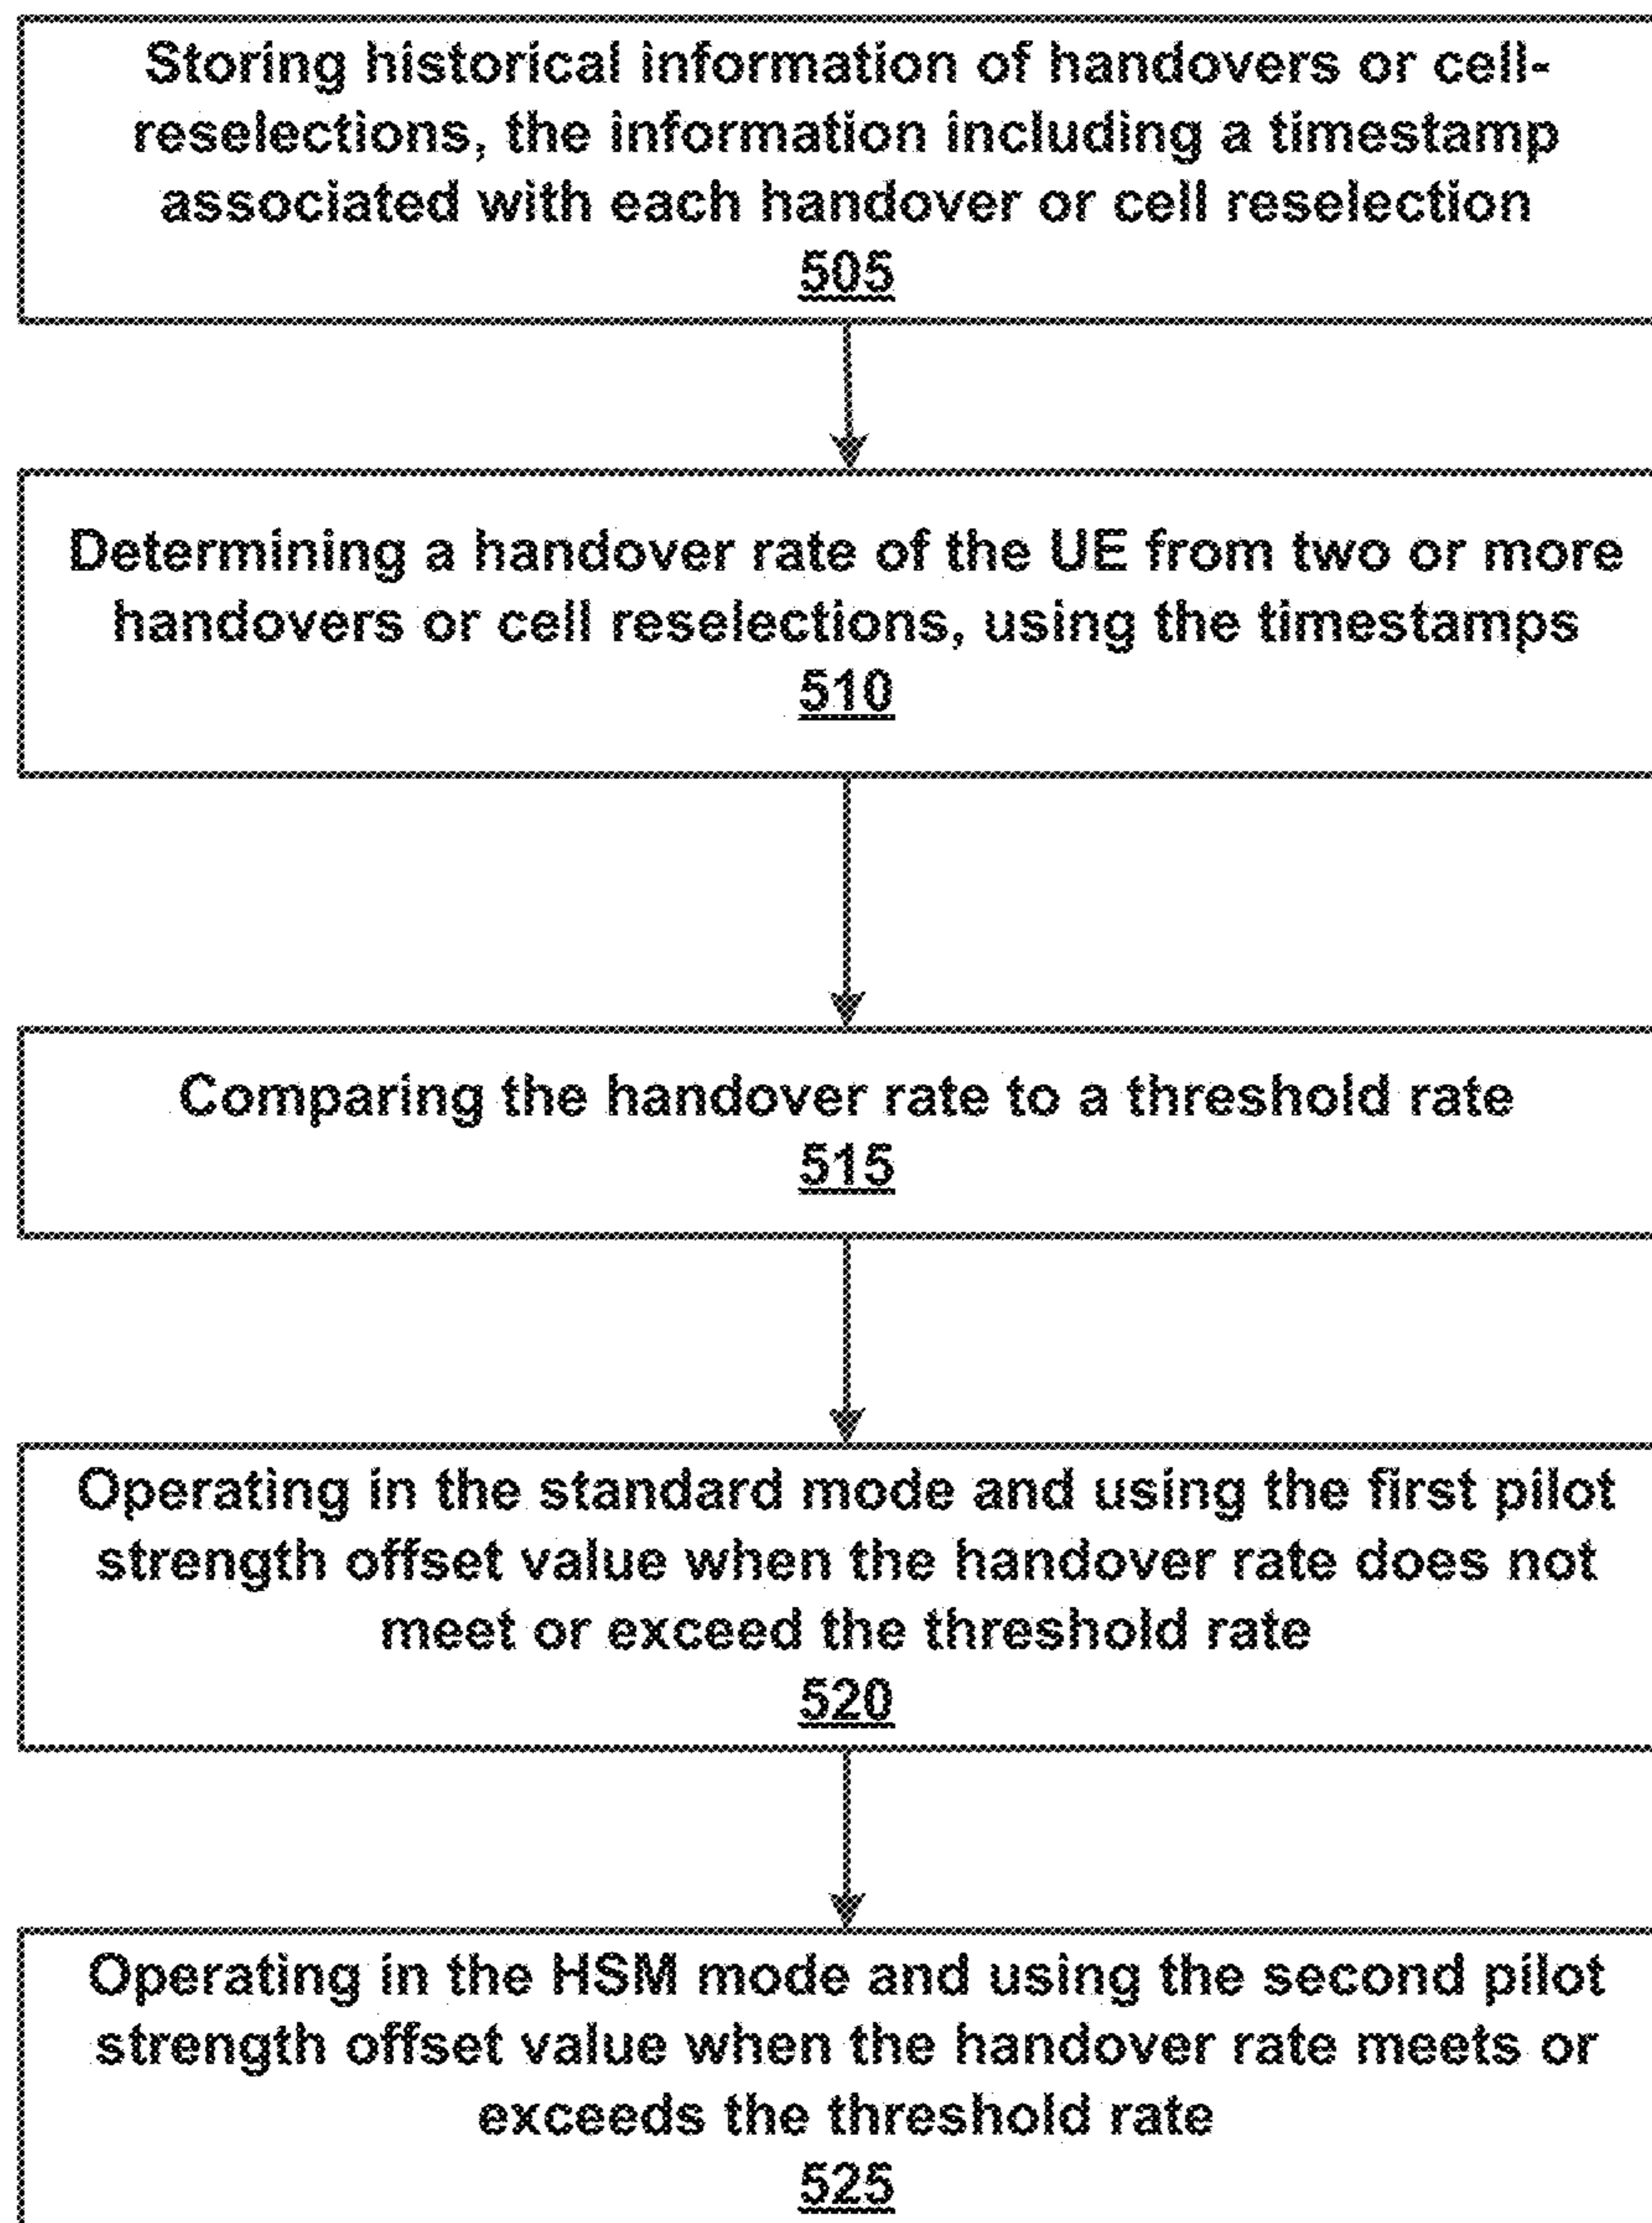 Storing historical information of handovers or cell-
reselections, the information including a timestamp
associated with each handover or cell reselection
505
Determining a handover rate of the UE from two or more
handovers or cell reselections, using the timestamps
510
Comparing the handover rate to a threshold rate
515
Operating in the standard mode and using the first pilot
strength offset value when the handover rate does not
meet or exceed the threshold rate
520
Operating in the HSM mode and using the second pilot
strength offset value when the handover rate meets or
exceeds the threshold rate
525